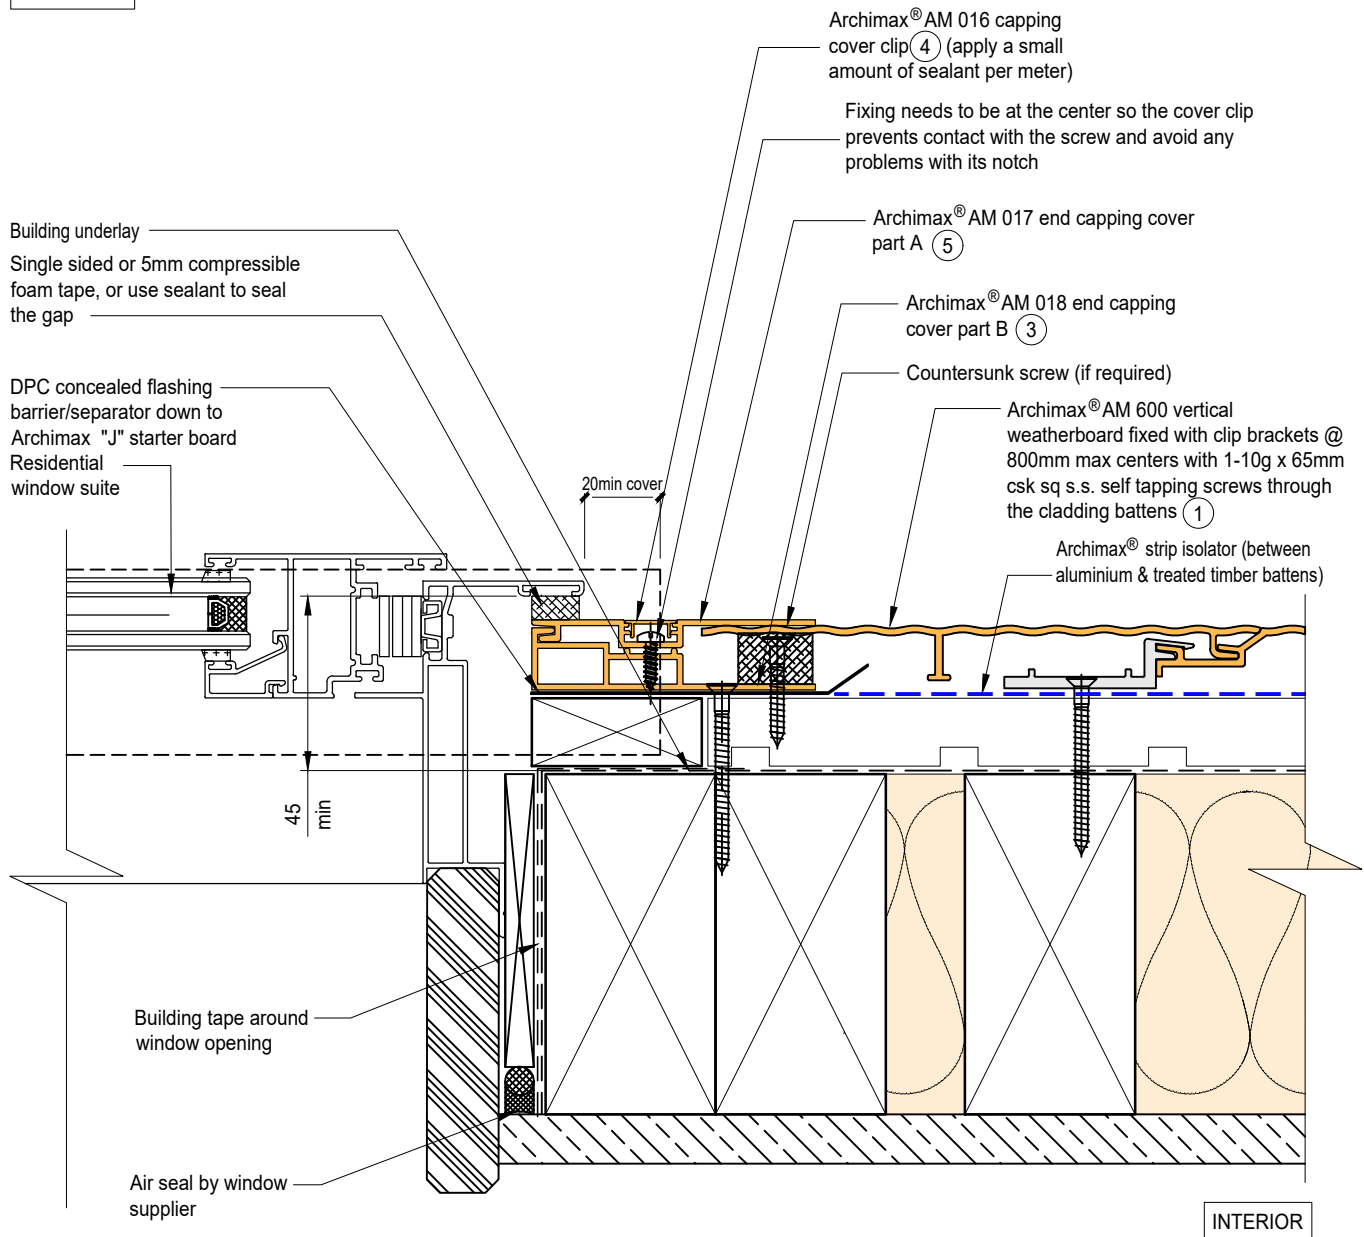 Archimax® AM 016 capping
cover clip 4 (apply a small
amount of sealant per meter)
Fixing needs to be at the center so the cover clip
prevents contact with the screw and avoid any
problems with its notch
Building underlay
Single sided or 5mm compressible
foam tape, or use sealant to seal
the gap
Archimax® AM 017 end capping cover
part A 5
Archimax® AM 018 end capping
cover part B 3
Countersunk screw (if required)
DPC concealed flashing
barrier/separator down to
Archimax "J" starter board
Residential
window suite
Archimax® AM 600 vertical
weatherboard fixed with clip brackets @
800mm max centers with 1-10g x 65mm
csk sq s.s. self tapping screws through
the cladding battens 1
20min cover
Archimax® strip isolator (between
aluminium & treated timber battens)
45
min
Building tape around
window opening
Air seal by window
supplier
INTERIOR